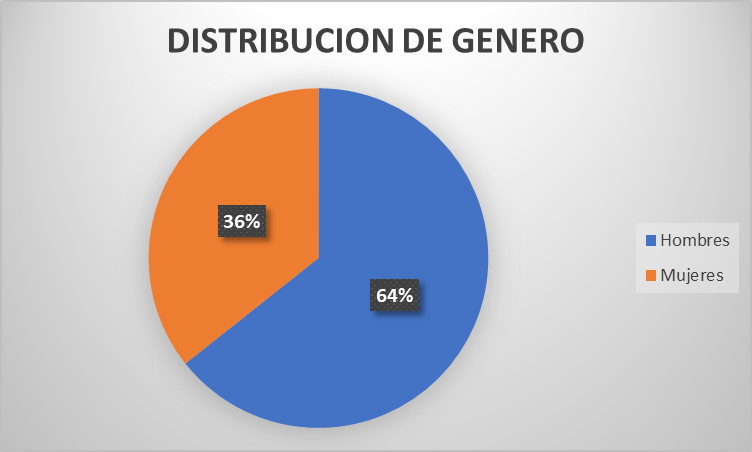 DISTRIBUCION DE GENERO
36%
64%
Hombres
Mujeres